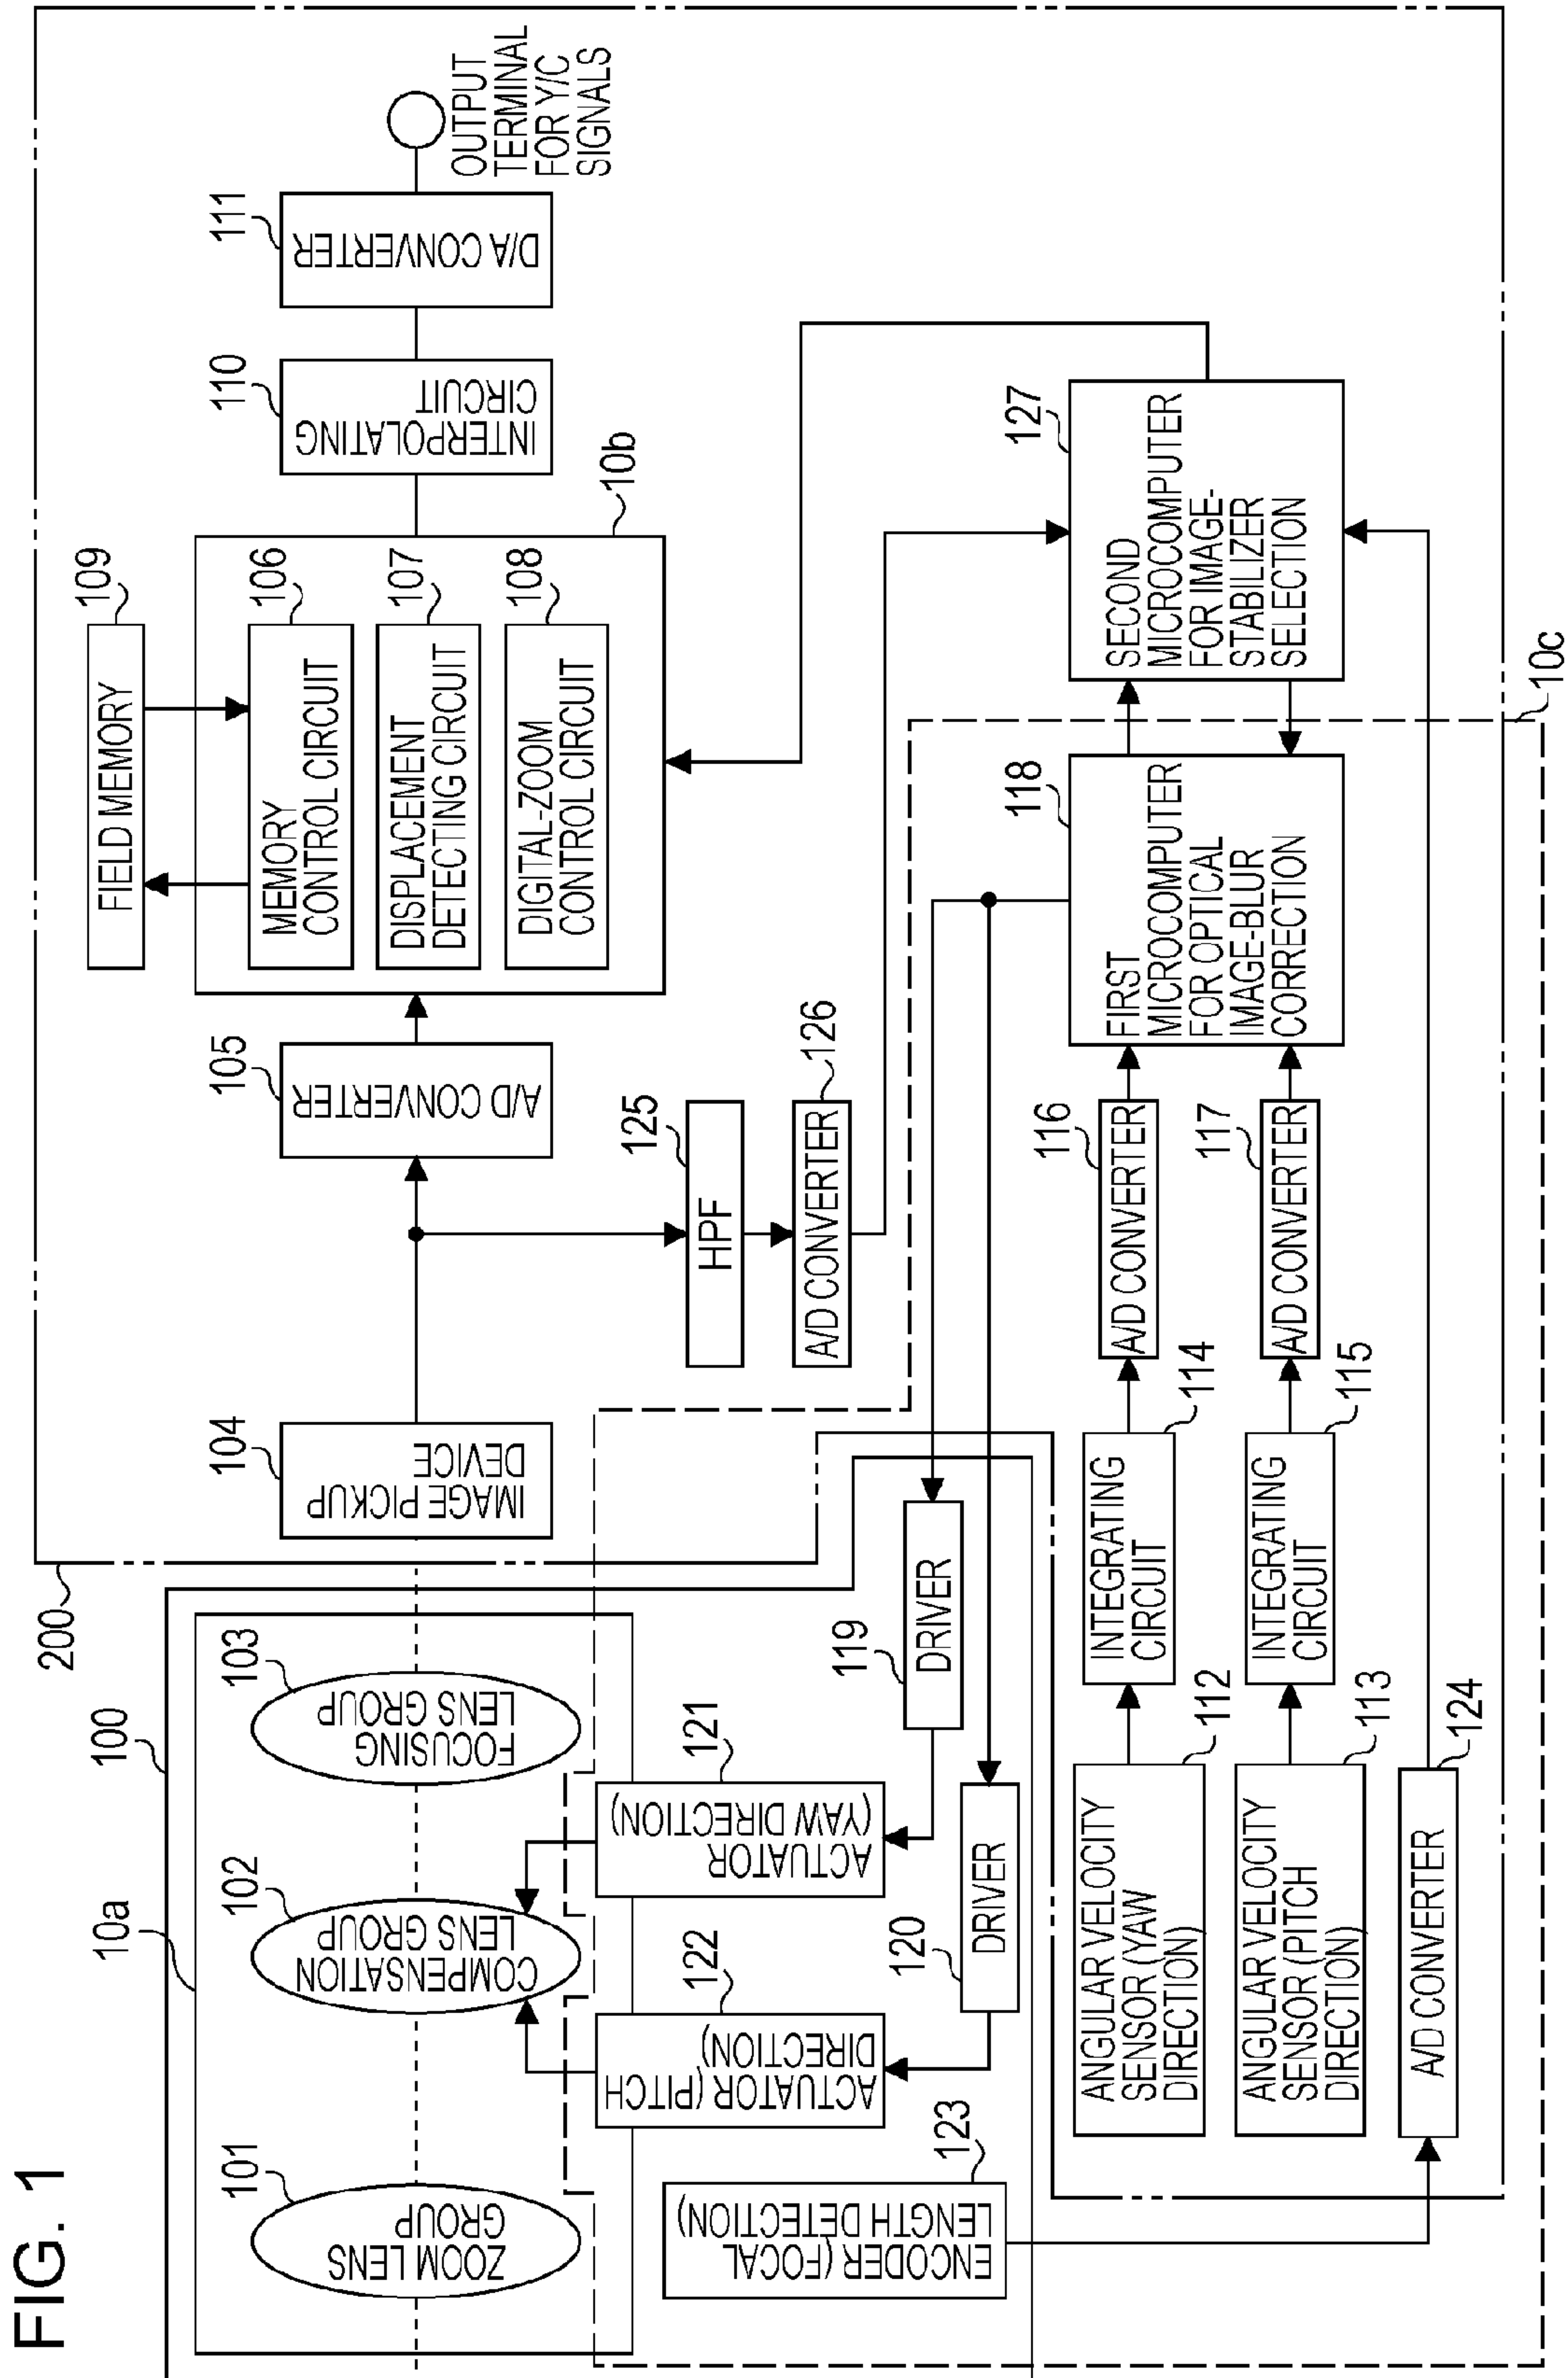 FIG. 1
100
10a
101
ZOOM LENS
GROUP
102
COMPENSATION
LENS GROUP
103
FOCUSING
LENS GROUP
200
104
IMAGE PICKUP
DEVICE
105
A/D CONVERTER
109
FIELD MEMORY
106
MEMORY
CONTROL CIRCUIT
107
DISPLACEMENT
DETECTING CIRCUIT
108
DIGITAL-ZOOM
CONTROL CIRCUIT
10b
110
INTERPOLATING
CIRCUIT
111
D/A CONVERTER
OUTPUT
TERMINAL
FOR Y/C
SIGNALS
122
ACTUATOR (PITCH
DIRECTION)
121
ACTUATOR
(YAW DIRECTION)
125
HPF
126
A/D CONVERTER
123
ENCODER (FOCAL
LENGTH DETECTION)
119
DRIVER
120
DRIVER
ANGULAR VELOCITY
SENSOR (YAW
DIRECTION)
112
INTEGRATING
CIRCUIT
114
116
A/D CONVERTER
118
FIRST
MICROCOMPUTER
FOR OPTICAL
IMAGE-BLUR
CORRECTION
127
SECOND
MICROCOMPUTER
FOR IMAGE-
STABILIZER
SELECTION
ANGULAR VELOCITY
SENSOR (PITCH
DIRECTION)
113
INTEGRATING
CIRCUIT
115
117
A/D CONVERTER
A/D CONVERTER
124
10c